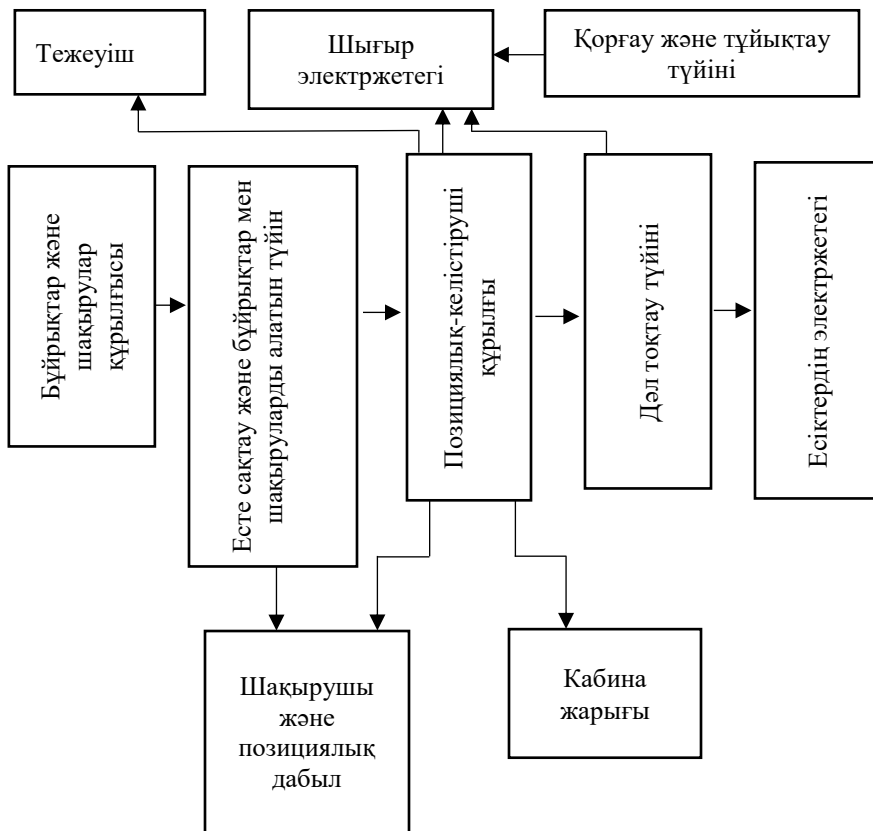 Тежеуіш
Шығыр
электржетегі
Қорғау және тұйықтау
түйіні
Бұйрықтар және
шақырулар
құрылғысы
Есте сақтау және бұйрықтар мен
шақыруларды алатын түйін
Позициялық-келістіруші
құрылғы
Дәл тоқтау түйіні
Есіктердің электржетегі
Шақырушы
және
позициялық
дабыл
Кабина
жарығы